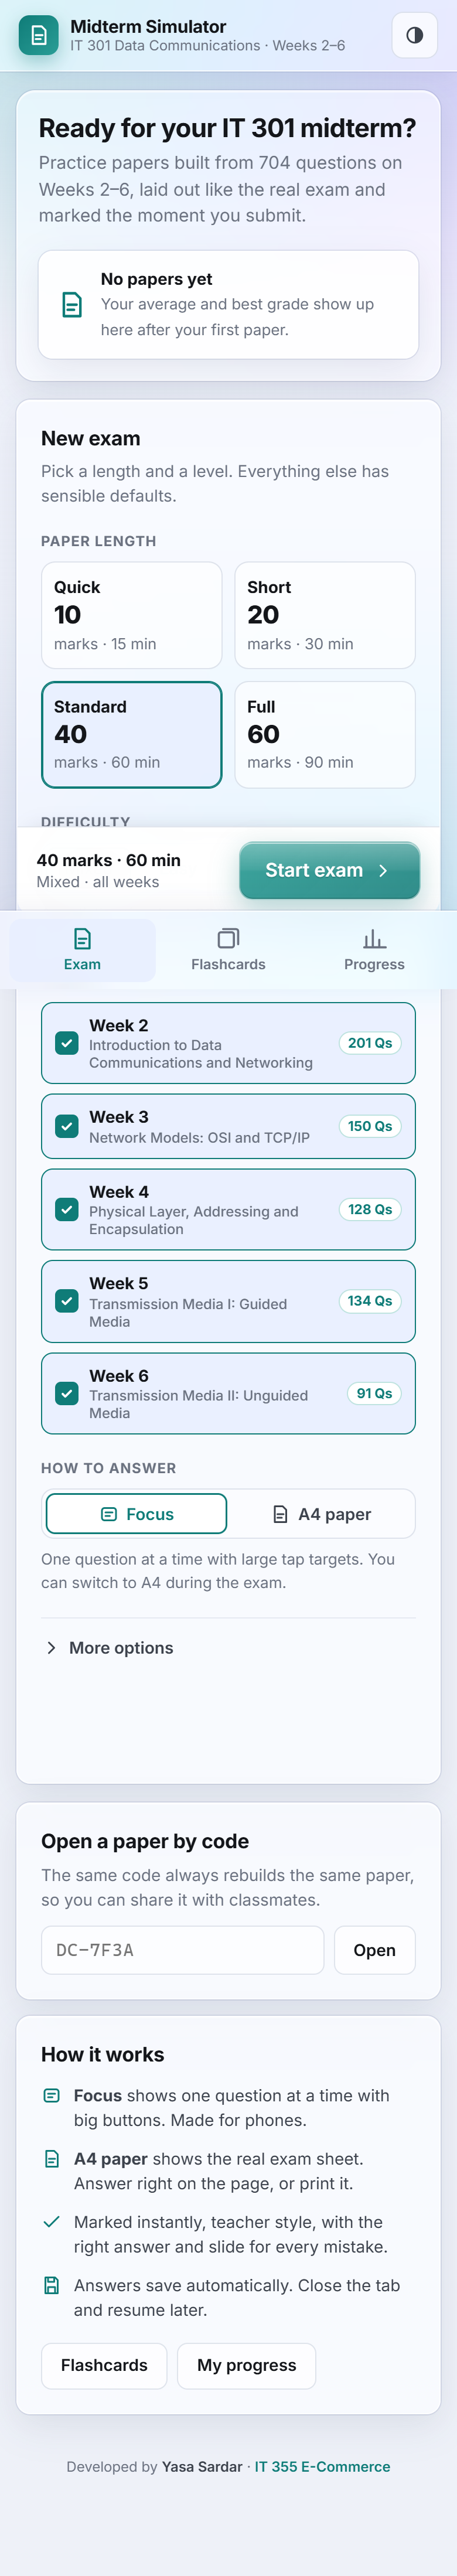 Midterm Simulator
IT 301 Data Communications · Weeks 2–6
Ready for your IT 301 midterm?
Practice papers built from 704 questions on
Weeks 2–6, laid out like the real exam and
marked the moment you submit.
No papers yet
Your average and best grade show up
here after your first paper.
New exam
Pick a length and a level. Everything else has
sensible defaults.
PAPER LENGTH
Quick
10
marks · 15 min
Short
20
marks · 30 min
Standard
40
marks · 60 min
Full
60
marks · 90 min
DIFFICULTY
40 marks · 60 min
Mixed · all weeks
Start exam
Exam
Flashcards
Progress
Week 2
Introduction to Data
Communications and Networking
201 Qs
Week 3
Network Models: OSI and TCP/IP
150 Qs
Week 4
Physical Layer, Addressing and
Encapsulation
128 Qs
Week 5
Transmission Media I: Guided
Media
134 Qs
Week 6
Transmission Media II: Unguided
Media
91 Qs
HOW TO ANSWER
Focus
A4 paper
One question at a time with large tap targets. You
can switch to A4 during the exam.
More options
Open a paper by code
The same code always rebuilds the same paper,
so you can share it with classmates.
DC-7F3A
Open
How it works
Focus shows one question at a time with
big buttons. Made for phones.
A4 paper shows the real exam sheet.
Answer right on the page, or print it.
Marked instantly, teacher style, with the
right answer and slide for every mistake.
Answers save automatically. Close the tab
and resume later.
Flashcards
My progress
Developed by Yasa Sardar · IT 355 E-Commerce